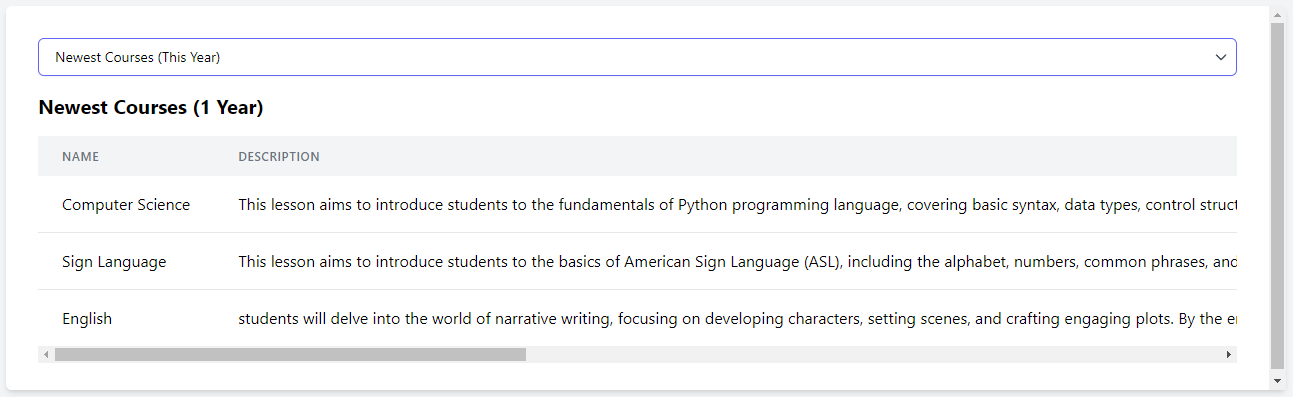 Newest Courses (This Year)
Newest Courses (1 Year)
NAME DESCRIPTION
Computer Science This lesson aims to introduce students to the fundamentals of Python programming language, covering basic syntax, data types, control struct
Sign Language This lesson aims to introduce students to the basics of American Sign Language (ASL), including the alphabet, numbers, common phrases, and
English students will delve into the world of narrative writing, focusing on developing characters, setting scenes, and crafting engaging plots. By the